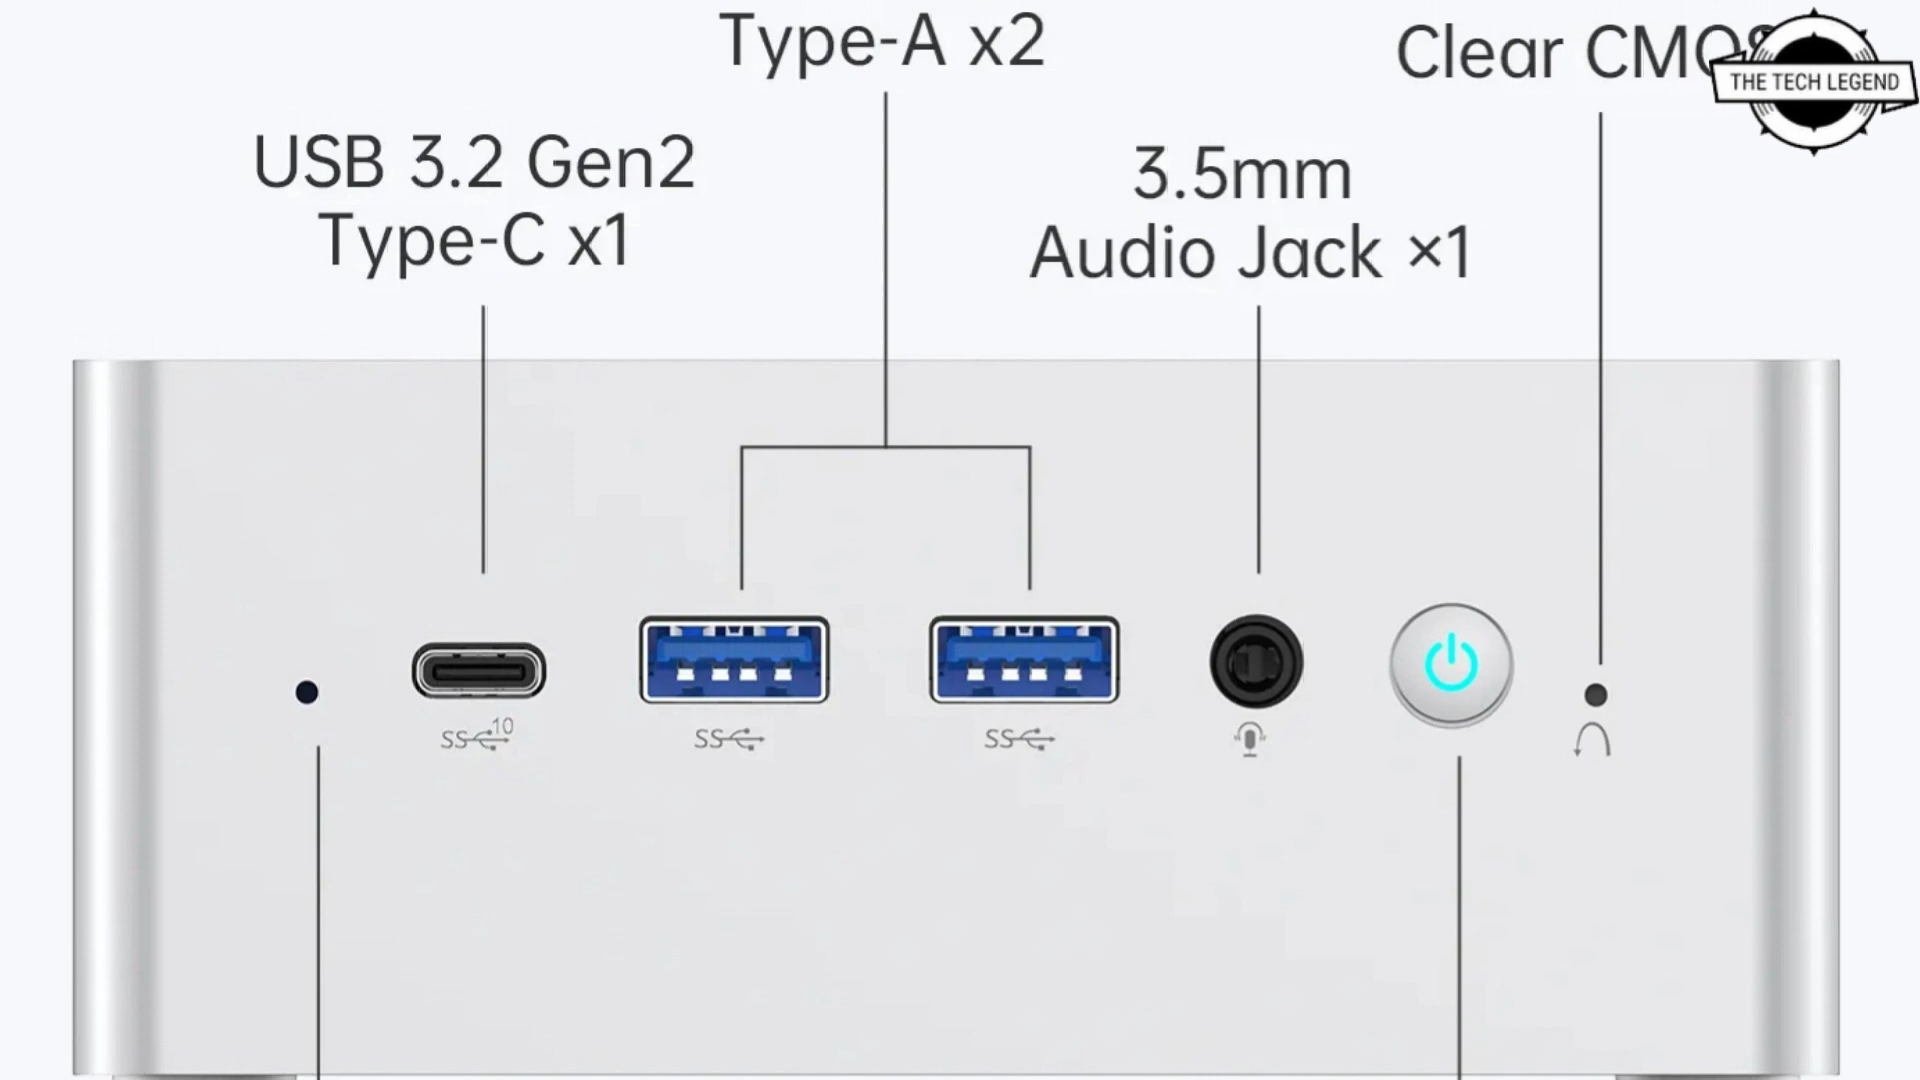 Type-A x2
Clear CMOS
THE TECH LEGEND
USB 3.2 Gen2
Type-C x1
3.5mm
Audio Jack ×1
SS 10
SS
SS